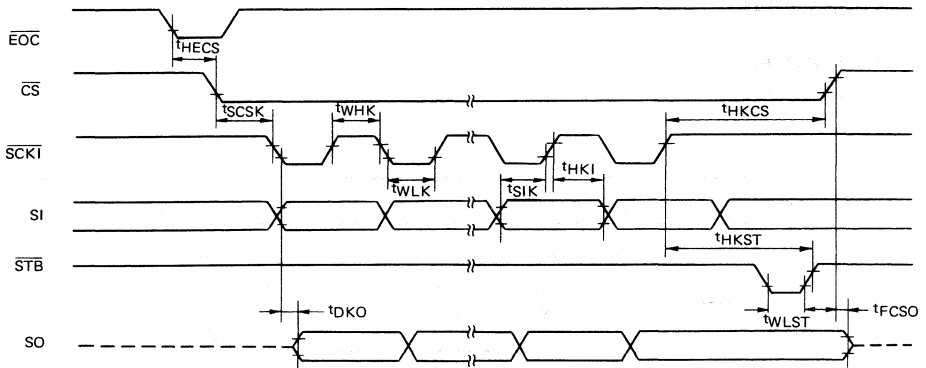 EOC
tHECS
CS
tSCSK
tWHK
tHKCS
SCKI
tWLK
tSIK
tHKI
SI
tHKST
STB
tDKO
tWLST
tFCSO
SO